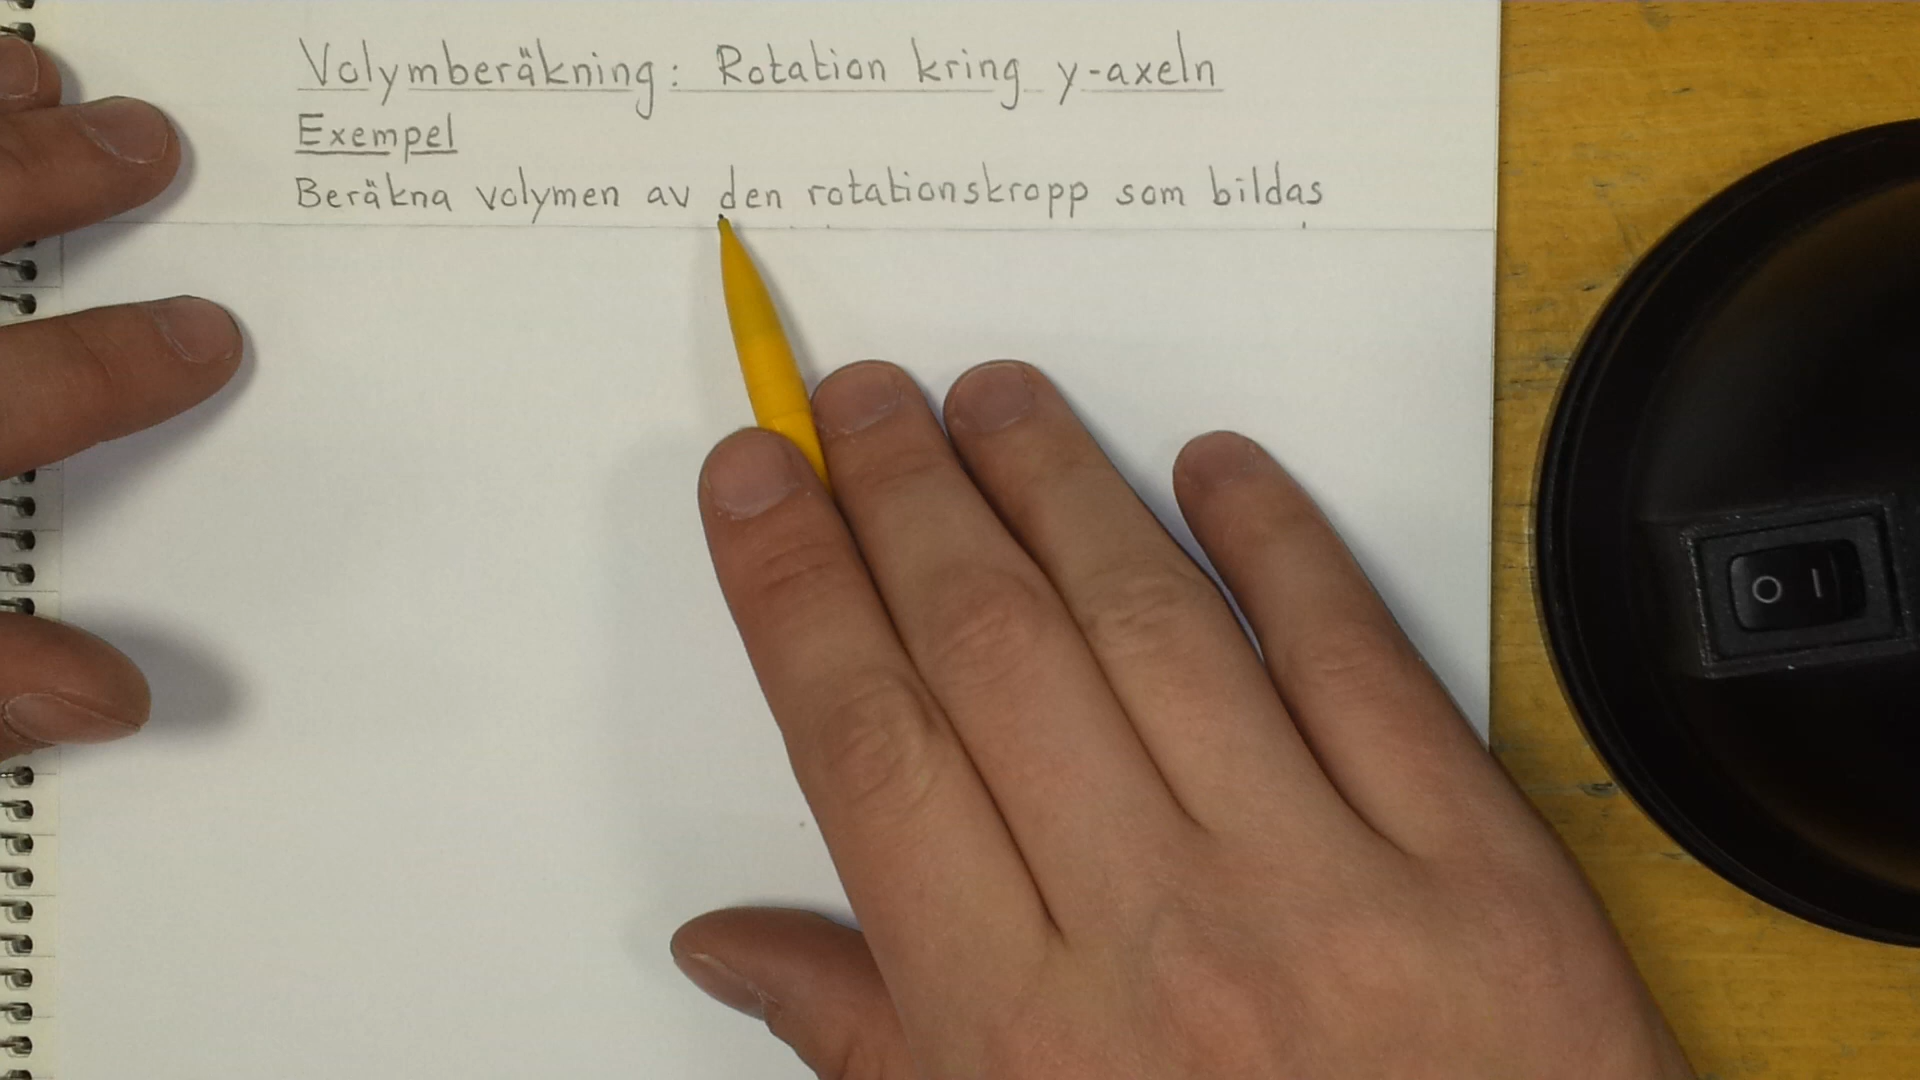 Volymberäkning: Rotation kring y-axeln
Exempel
Beräkna volymen av den rotationskropp som bildas
O I